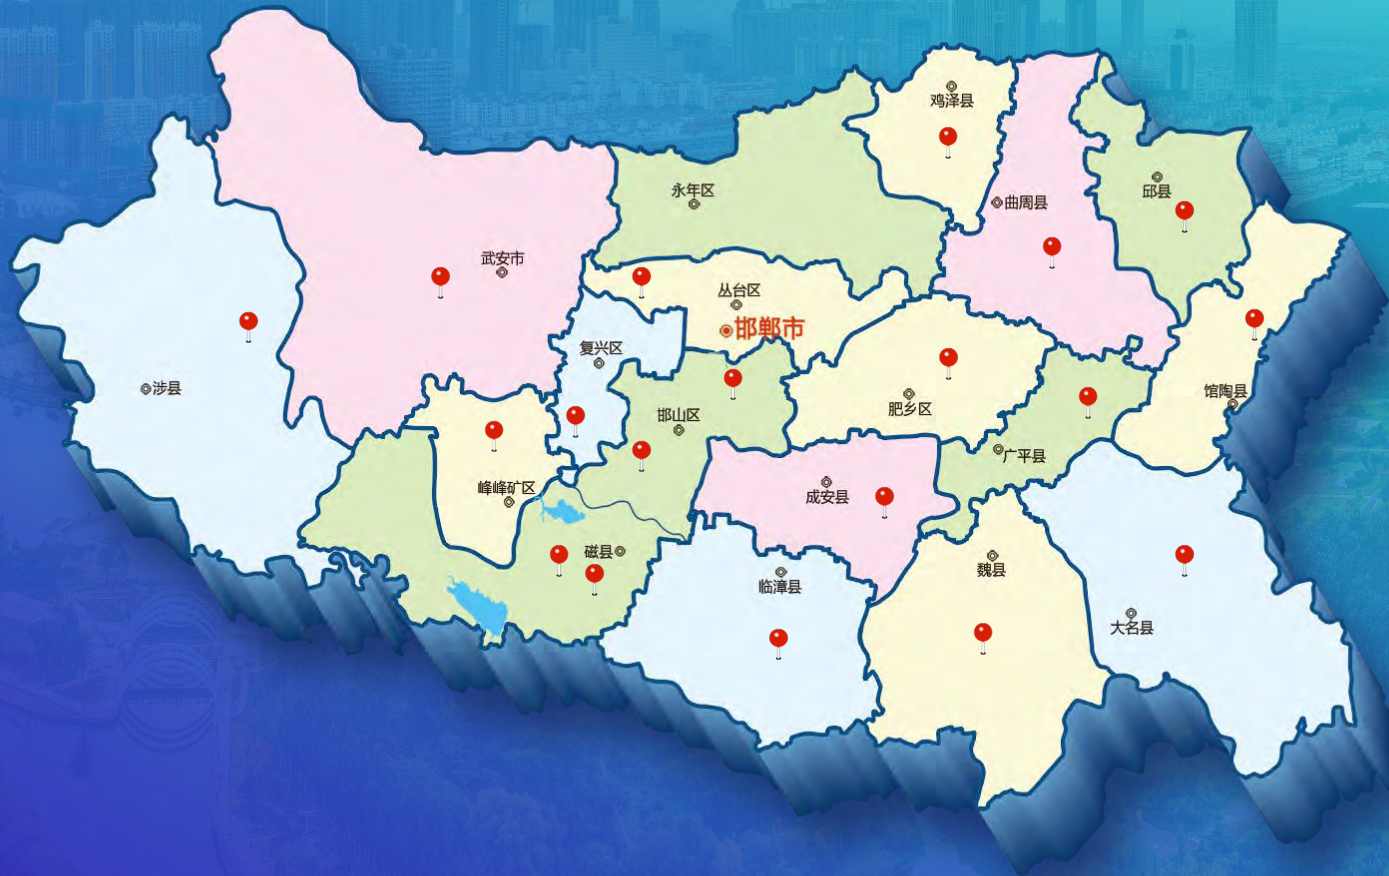 鸡泽县
永年区
邱县
曲周县
武安市
丛台区
邯郸市
复兴区
涉县
馆陶县
肥乡区
邯山区
广平县
峰峰矿区
成安县
磁县
魏县
临漳县
大名县